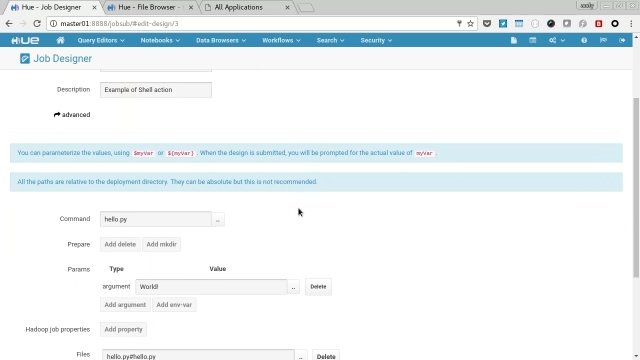 Hue - Job Designer
Hue - File Browser -
All Applications
master01:8888/jobsub/#edit-design/3
HUE Query Editors Notebooks Data Browsers Workflows Search Security
Job Designer
Description Example of Shell action
advanced
You can parameterize the values, using $myVar or ${myVar}. When the design is submitted, you will be prompted for the actual value of myVar.
All the paths are relative to the deployment directory. They can be absolute but this is not recommended.
Command hello.py ..
Prepare Add delete Add mkdir
Params Type Value
argument World! .. Delete
Add argument Add env-var
Hadoop job properties Add property
Files hello.py#hello.py .. Delete